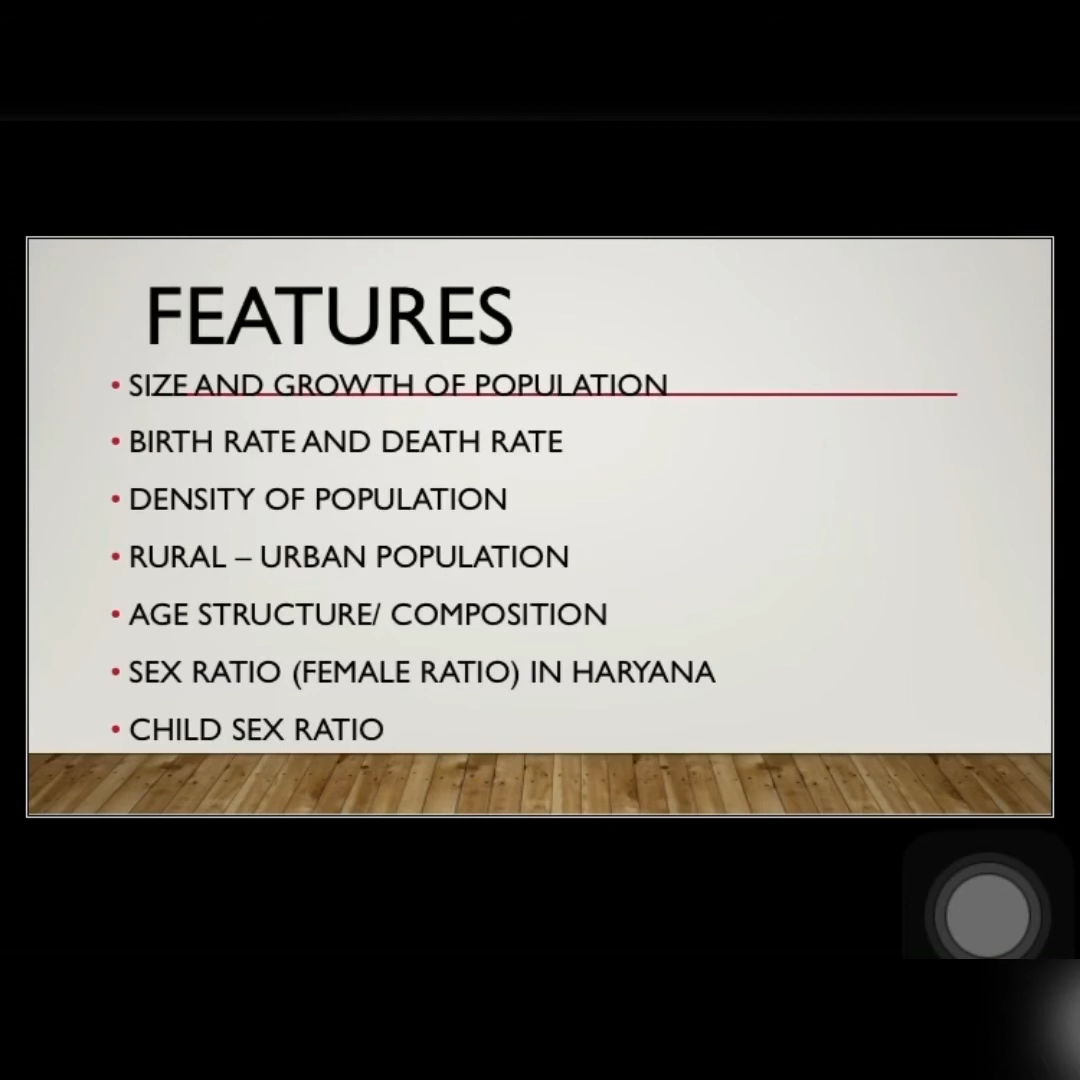 FEATURES
• SIZE AND GROWTH OF POPULATION
• BIRTH RATE AND DEATH RATE
• DENSITY OF POPULATION
• RURAL – URBAN POPULATION
• AGE STRUCTURE/ COMPOSITION
• SEX RATIO (FEMALE RATIO) IN HARYANA
• CHILD SEX RATIO